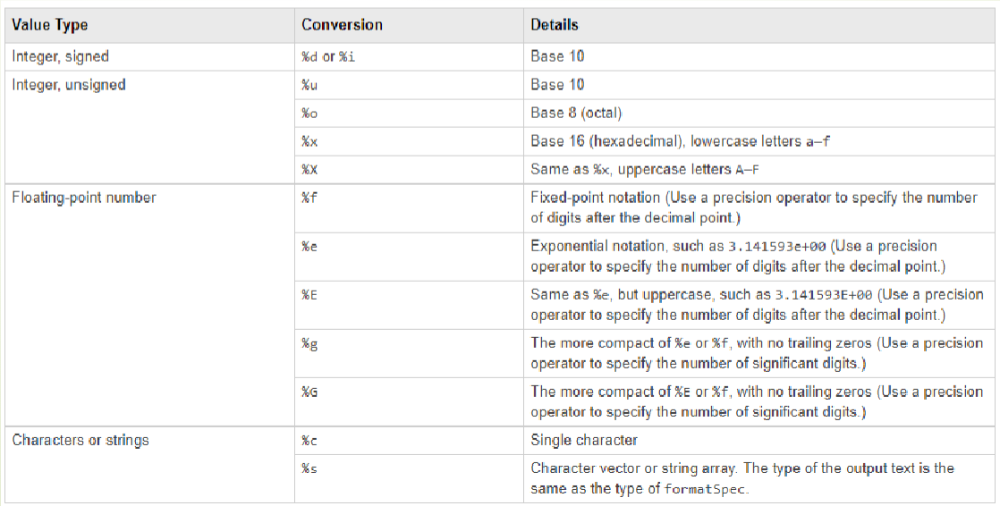 Value Type Conversion Details
Integer, signed %d or %i Base 10
Integer, unsigned %u Base 10
%o Base 8 (octal)
%x Base 16 (hexadecimal), lowercase letters a–f
%X Same as %x, uppercase letters A–F
Floating-point number %f Fixed-point notation (Use a precision operator to specify the number
of digits after the decimal point.)
%e Exponential notation, such as 3.141593e+00 (Use a precision
operator to specify the number of digits after the decimal point.)
%E Same as %e, but uppercase, such as 3.141593E+00 (Use a precision
operator to specify the number of digits after the decimal point.)
%g The more compact of %e or %f, with no trailing zeros (Use a precision
operator to specify the number of significant digits.)
%G The more compact of %E or %f, with no trailing zeros (Use a precision
operator to specify the number of significant digits.)
Characters or strings %c Single character
%s Character vector or string array. The type of the output text is the
same as the type of formatSpec.